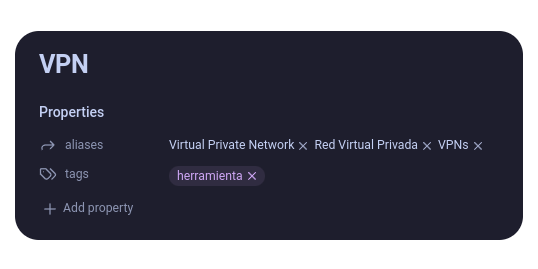 VPN
Properties
aliases Virtual Private Network × Red Virtual Privada × VPNs ×
tags herramienta ×
+ Add property